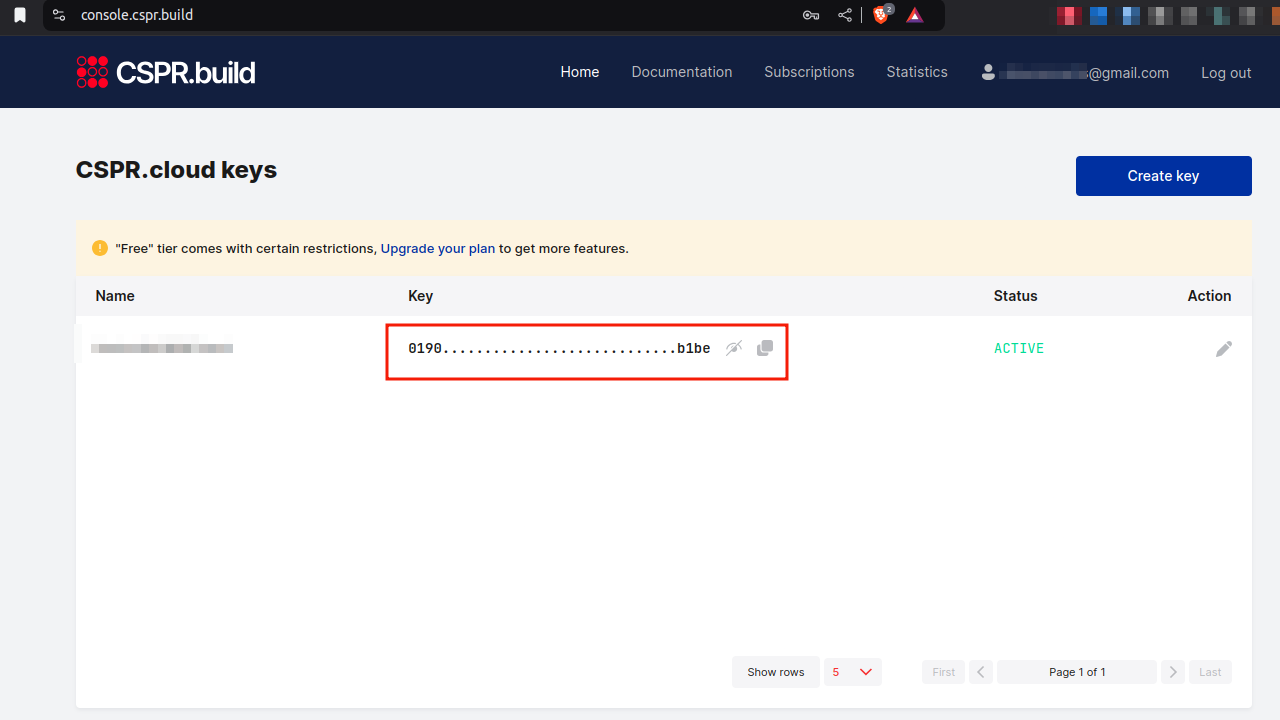 console.cspr.build
2
CSPR.build
Home Documentation Subscriptions Statistics s@gmail.com Log out
CSPR.cloud keys
Create key
! "Free" tier comes with certain restrictions, Upgrade your plan to get more features.
Name Key Status Action
0190............................b1be ACTIVE
Show rows 5 First Page 1 of 1 Last